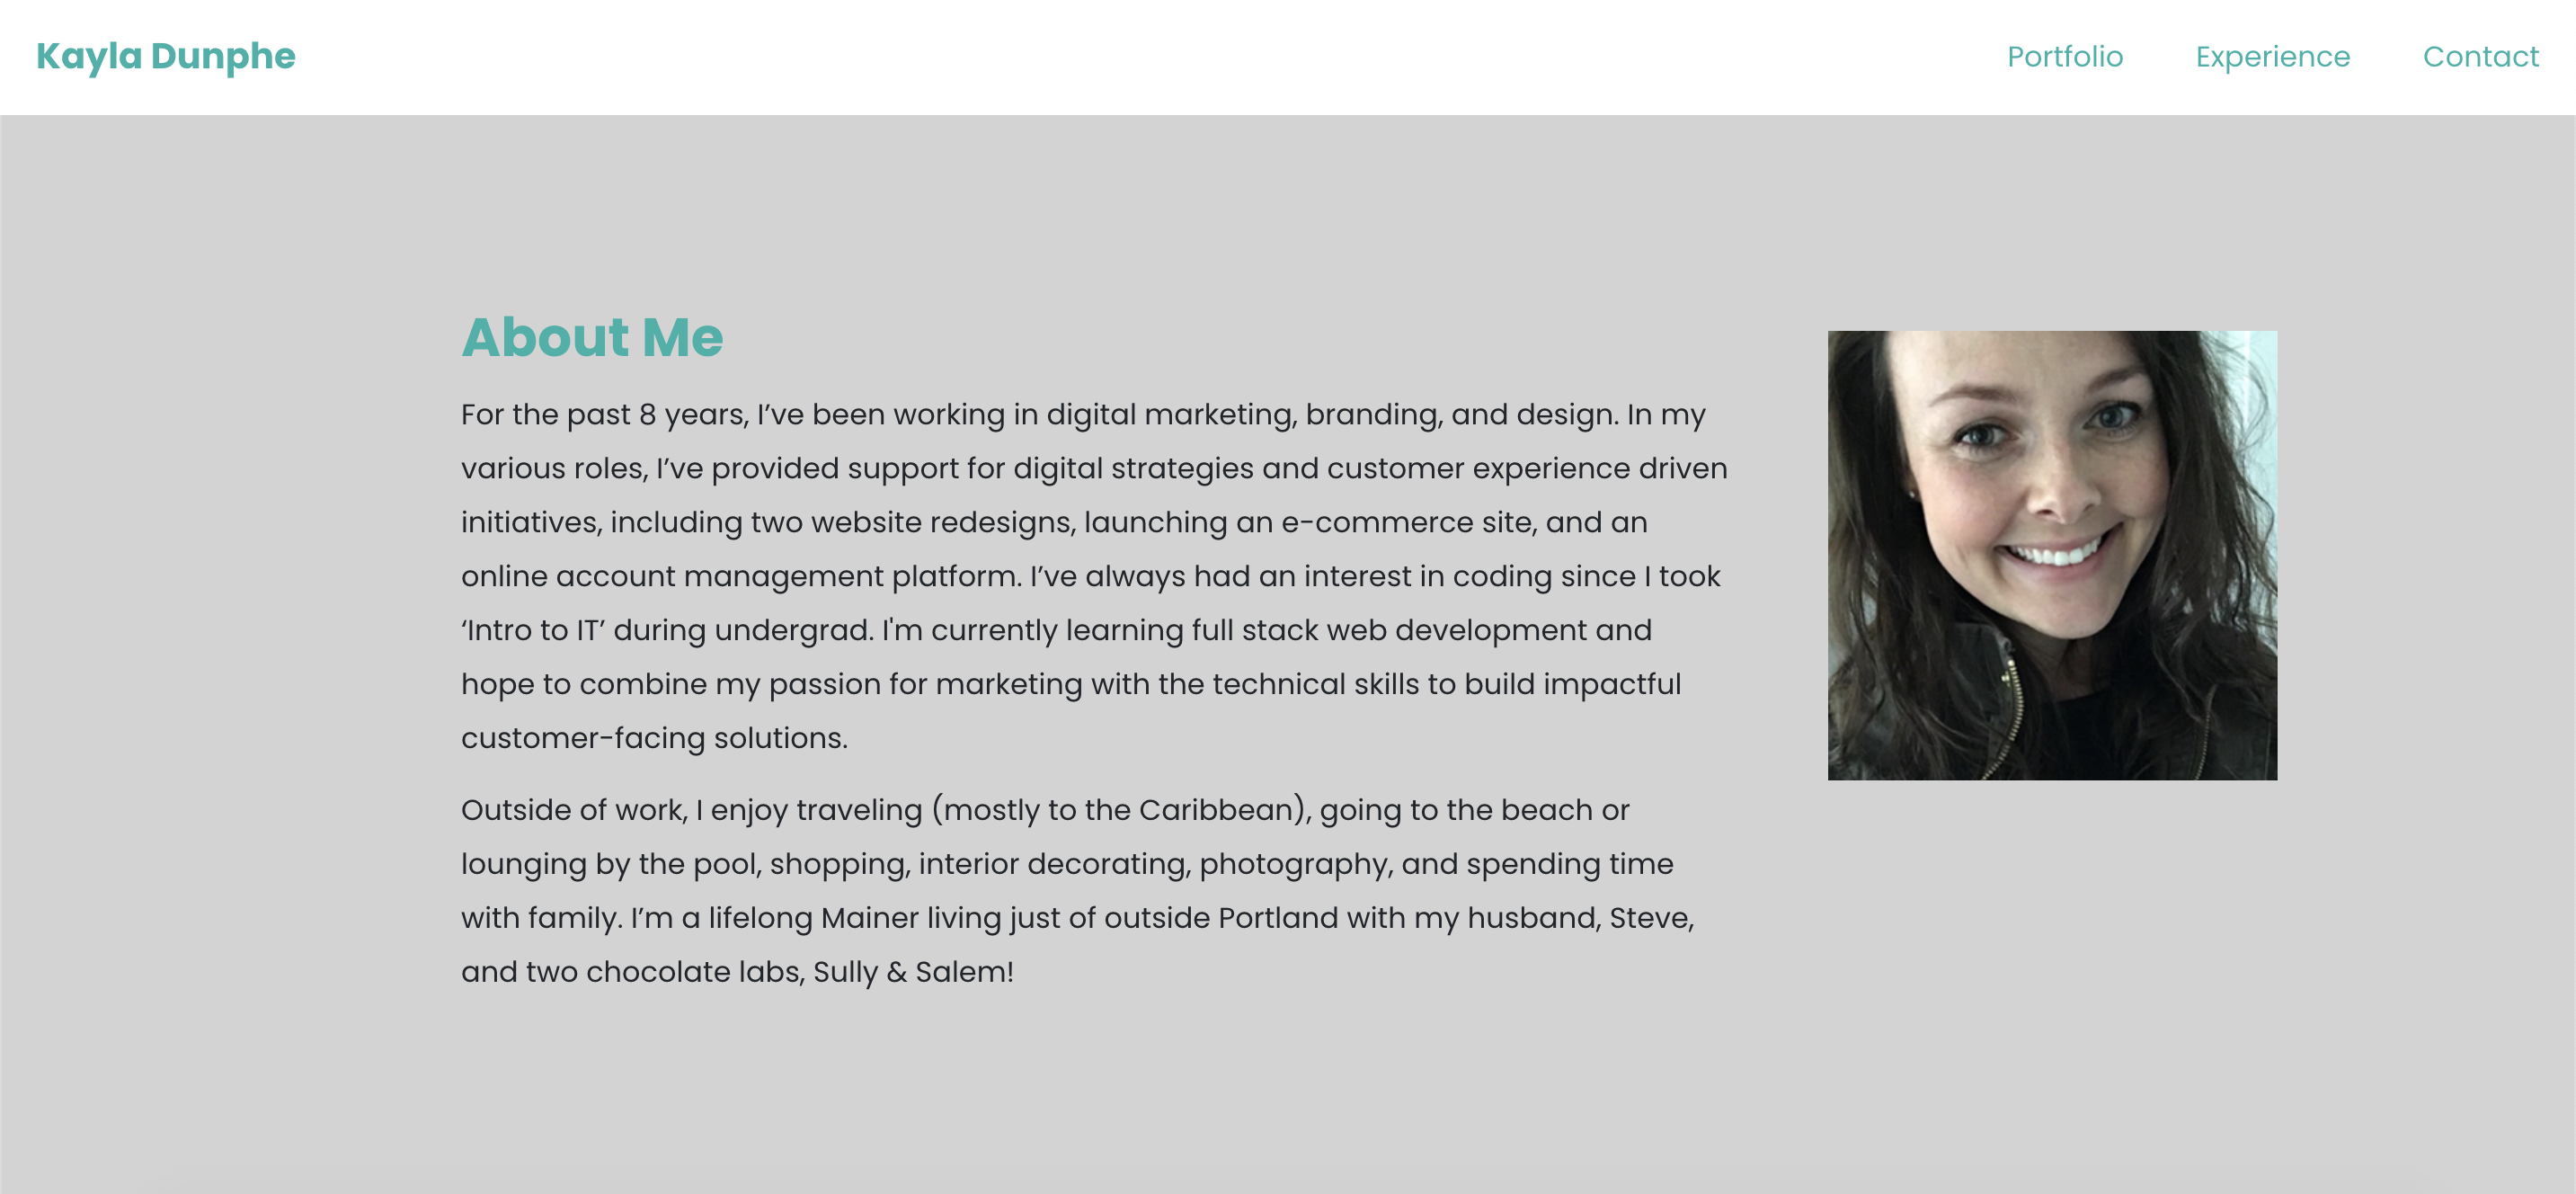 Kayla Dunphe
Portfolio
Experience
Contact
About Me
For the past 8 years, I’ve been working in digital marketing, branding, and design. In my
various roles, I’ve provided support for digital strategies and customer experience driven
initiatives, including two website redesigns, launching an e-commerce site, and an
online account management platform. I’ve always had an interest in coding since I took
‘Intro to IT’ during undergrad. I'm currently learning full stack web development and
hope to combine my passion for marketing with the technical skills to build impactful
customer-facing solutions.
Outside of work, I enjoy traveling (mostly to the Caribbean), going to the beach or
lounging by the pool, shopping, interior decorating, photography, and spending time
with family. I’m a lifelong Mainer living just of outside Portland with my husband, Steve,
and two chocolate labs, Sully & Salem!